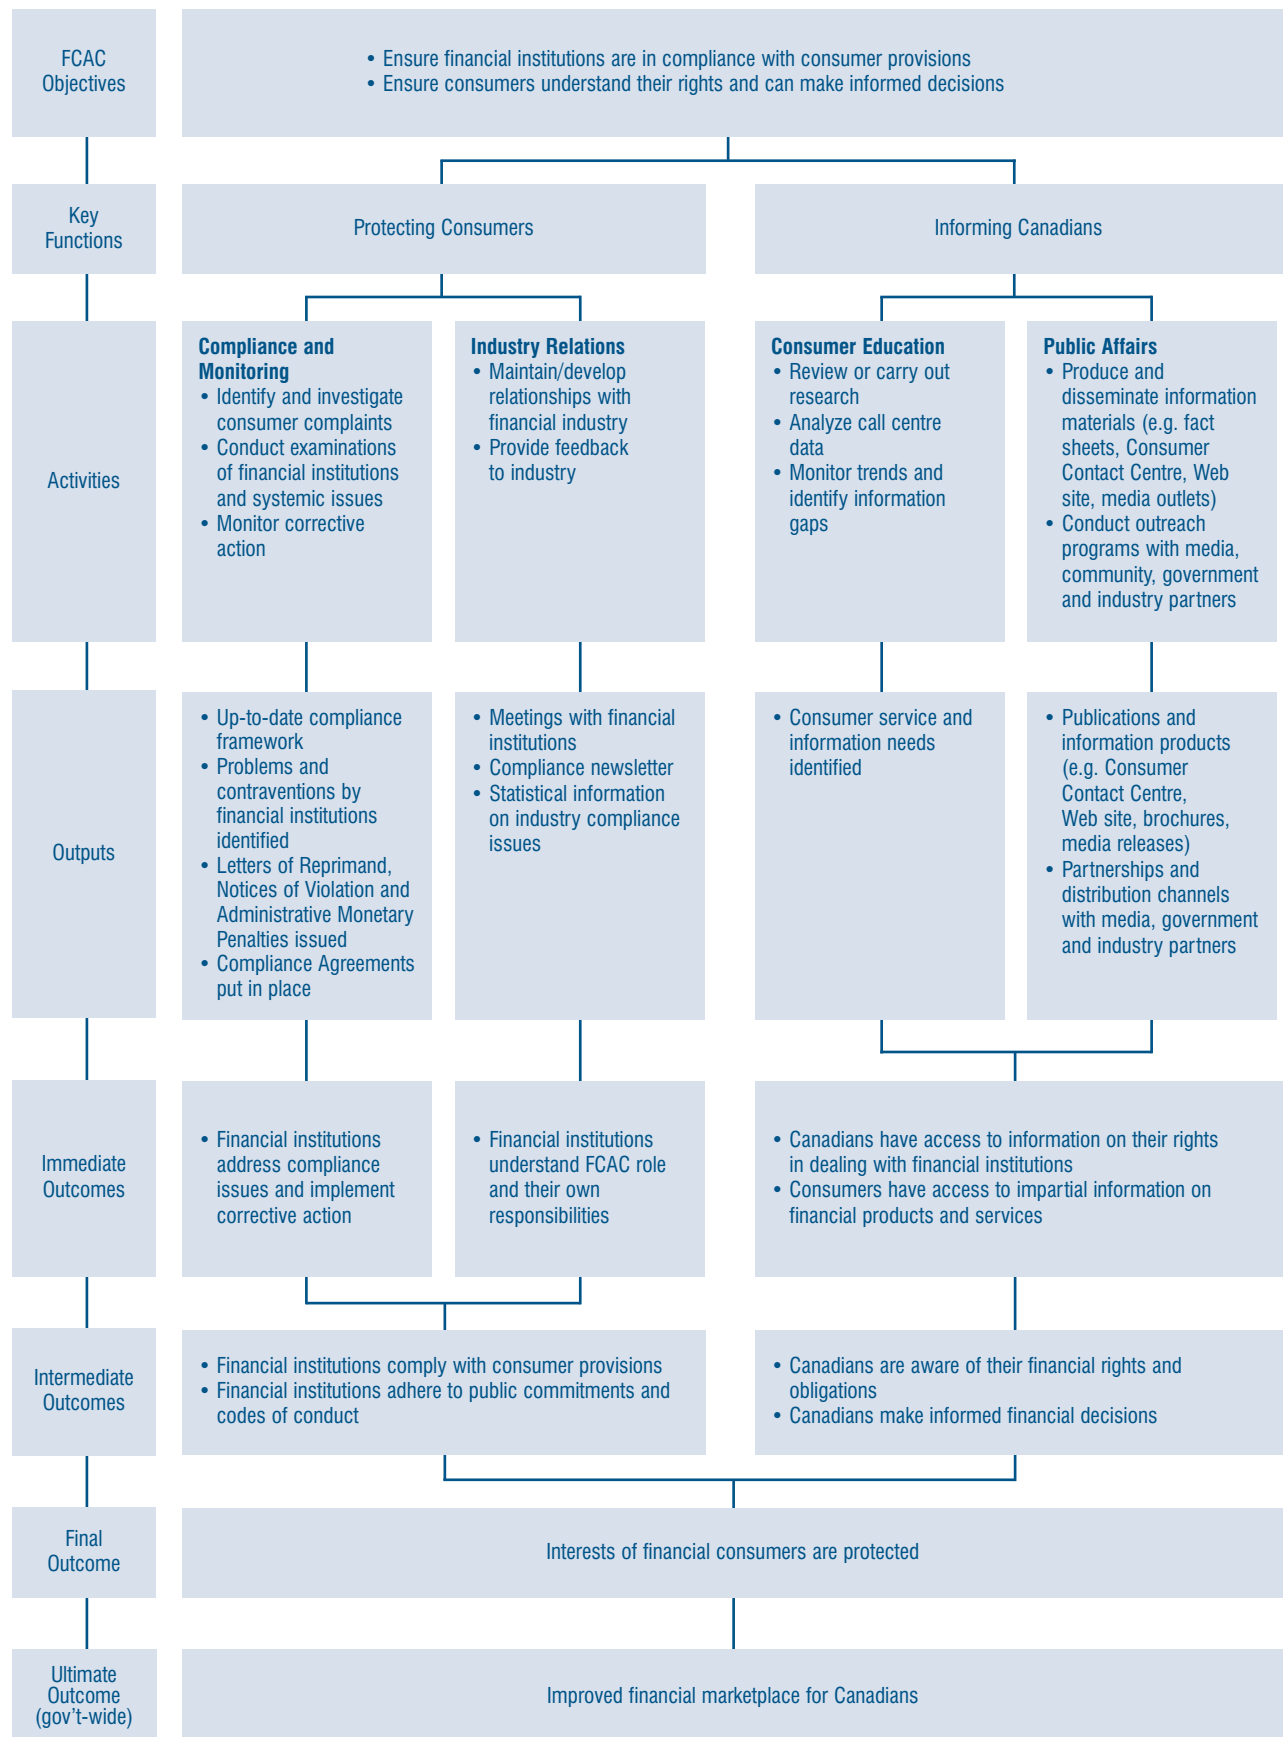 FCAC
Objectives
• Ensure financial institutions are in compliance with consumer provisions
• Ensure consumers understand their rights and can make informed decisions
Key
Functions
Protecting Consumers
Informing Canadians
Activities
Compliance and
Monitoring
• Identify and investigate
consumer complaints
• Conduct examinations
of financial institutions
and systemic issues
• Monitor corrective
action
Industry Relations
• Maintain/develop
relationships with
financial industry
• Provide feedback
to industry
Consumer Education
• Review or carry out
research
• Analyze call centre
data
• Monitor trends and
identify information
gaps
Public Affairs
• Produce and
disseminate information
materials (e.g. fact
sheets, Consumer
Contact Centre, Web
site, media outlets)
• Conduct outreach
programs with media,
community, government
and industry partners
Outputs
• Up-to-date compliance
framework
• Problems and
contraventions by
financial institutions
identified
• Letters of Reprimand,
Notices of Violation and
Administrative Monetary
Penalties issued
• Compliance Agreements
put in place
• Meetings with financial
institutions
• Compliance newsletter
• Statistical information
on industry compliance
issues
• Consumer service and
information needs
identified
• Publications and
information products
(e.g. Consumer
Contact Centre,
Web site, brochures,
media releases)
• Partnerships and
distribution channels
with media, government
and industry partners
Immediate
Outcomes
• Financial institutions
address compliance
issues and implement
corrective action
• Financial institutions
understand FCAC role
and their own
responsibilities
• Canadians have access to information on their rights
in dealing with financial institutions
• Consumers have access to impartial information on
financial products and services
Intermediate
Outcomes
• Financial institutions comply with consumer provisions
• Financial institutions adhere to public commitments and
codes of conduct
• Canadians are aware of their financial rights and
obligations
• Canadians make informed financial decisions
Final
Outcome
Interests of financial consumers are protected
Ultimate
Outcome
(gov’t-wide)
Improved financial marketplace for Canadians